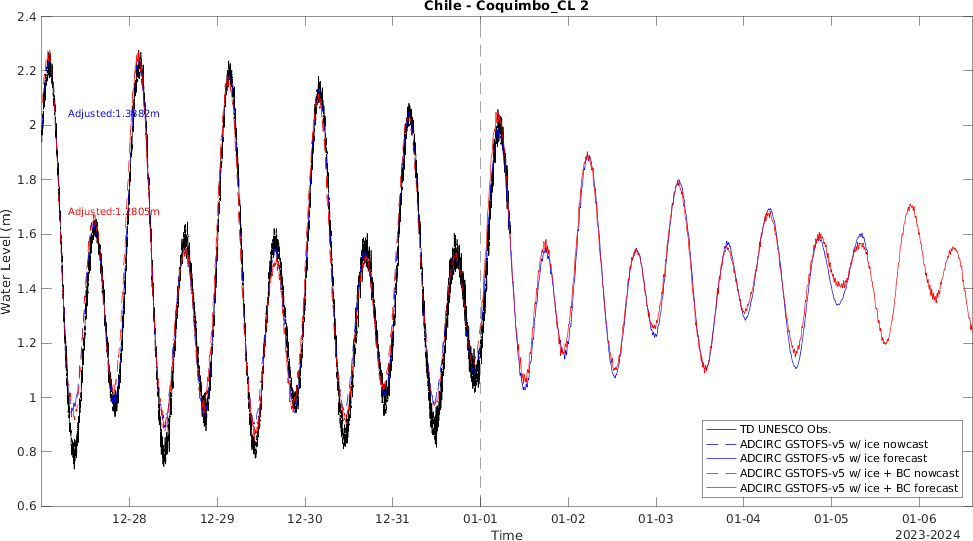 Chile - Coquimbo_CL 2
2.4
2.2
2
1.8
1.6
1.4
1.2
1
0.8
0.6
Water Level (m)
Adjusted:1.3382m
Adjusted:1.2805m
12-28
12-29
12-30
12-31
01-01
01-02
01-03
01-04
01-05
01-06
Time
2023-2024
TD UNESCO Obs.
ADCIRC GSTOFS-v5 w/ ice nowcast
ADCIRC GSTOFS-v5 w/ ice forecast
ADCIRC GSTOFS-v5 w/ ice + BC nowcast
ADCIRC GSTOFS-v5 w/ ice + BC forecast